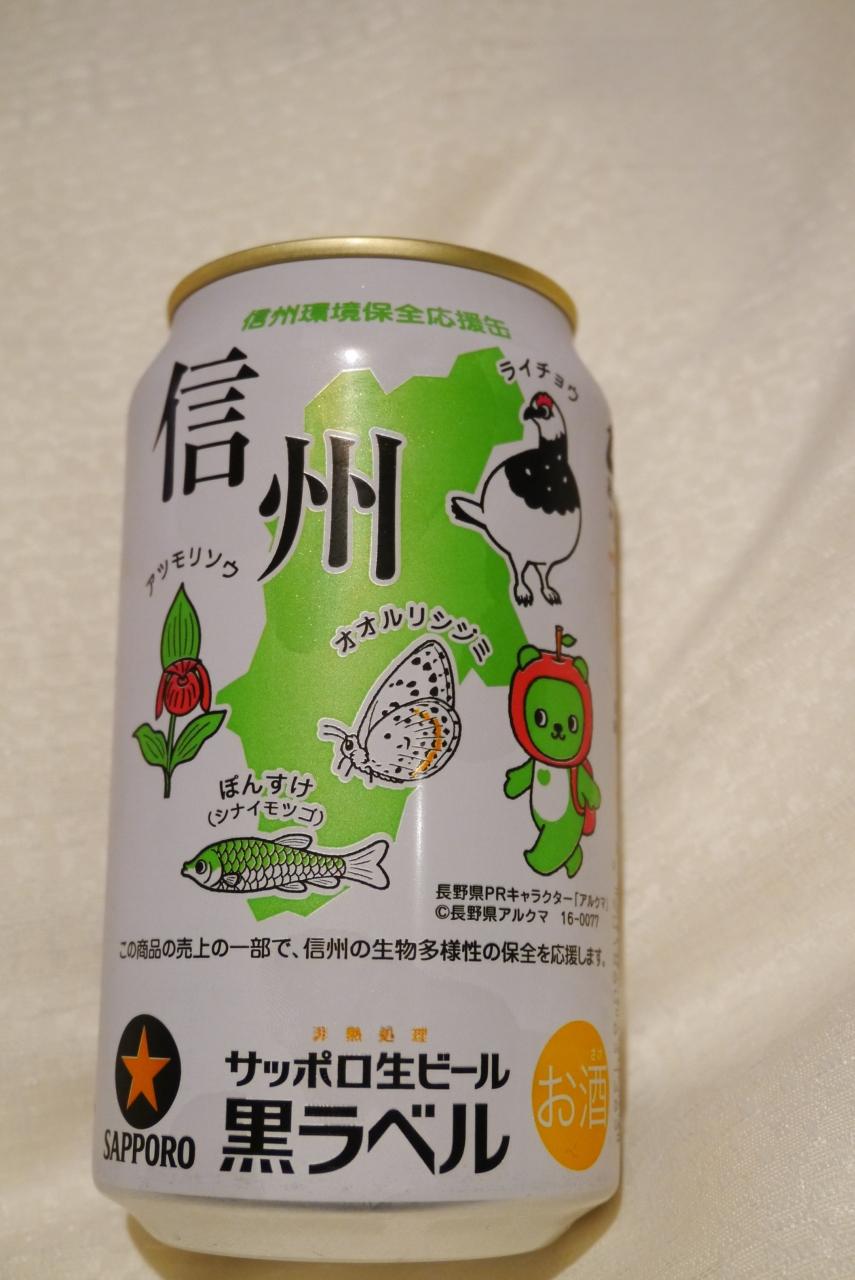 信州環境保全応援缶
信州
ライチョウ
アツモリソウ
オオルリシジミ
ぽんすけ
(シナイモツゴ)
長野県PRキャラクター「アルクマ」
©長野県アルクマ 16-0077
この商品の売上の一部で、信州の生物多様性の保全を応援します。
非熱処理
サッポロ生ビール
黒ラベル
SAPPORO
さけ
お酒